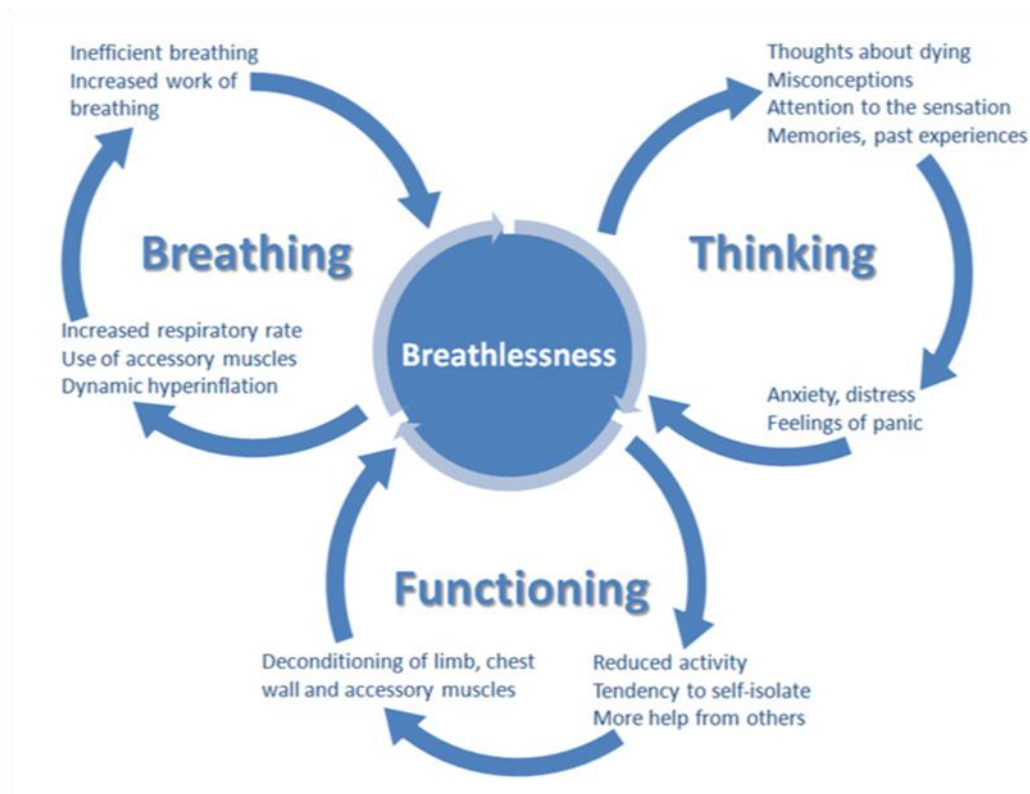 Inefficient breathing
Increased work of
breathing
Thoughts about dying
Misconceptions
Attention to the sensation
Memories, past experiences
Breathing
Thinking
Increased respiratory rate
Use of accessory muscles
Dynamic hyperinflation
Breathlessness
Anxiety, distress
Feelings of panic
Functioning
Deconditioning of limb, chest
wall and accessory muscles
Reduced activity
Tendency to self-isolate
More help from others